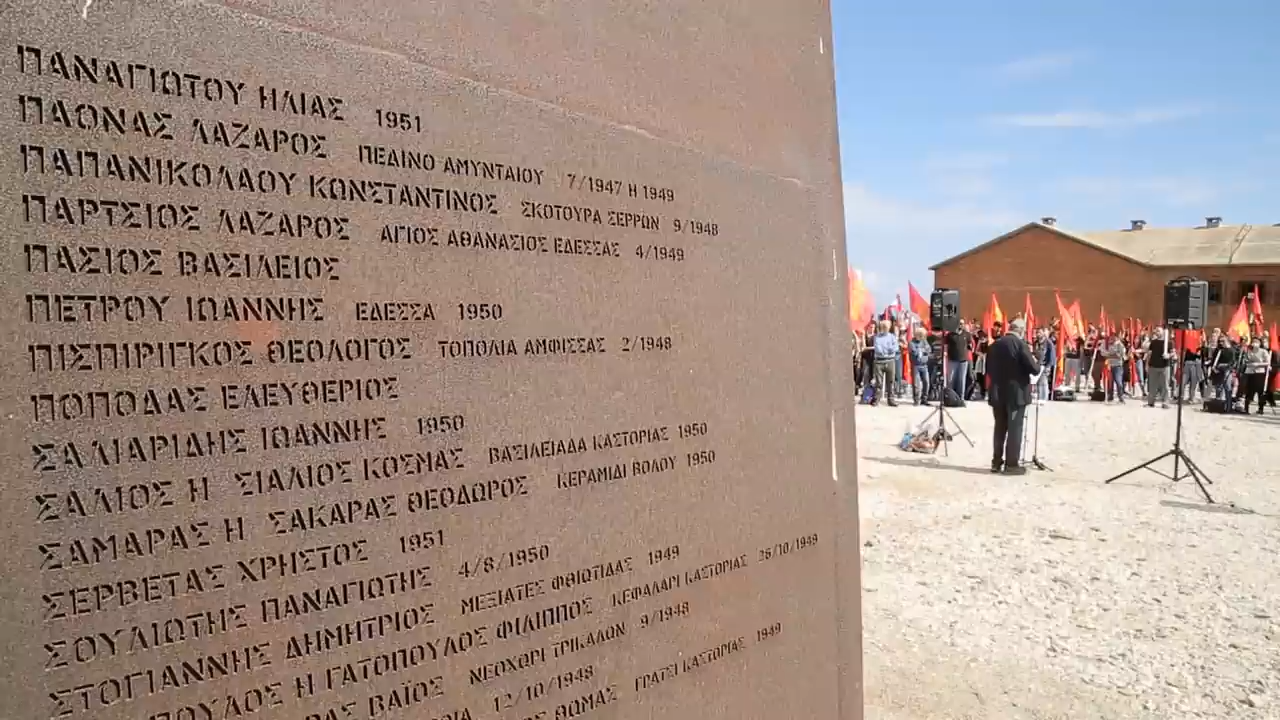 ΠΑΝΑΓΙΩΤΟΥ ΗΛΙΑΣ 1951
ΠΑΟΝΑΣ ΛΑΖΑΡΟΣ ΠΕΔΙΝΟ ΑΜΥΝΤΑΙΟΥ 7/1947 Η 1949
ΠΑΠΑΝΙΚΟΛΑΟΥ ΚΩΝΣΤΑΝΤΙΝΟΣ ΣΚΟΤΟΥΡΑ ΣΕΡΡΩΝ 9/1948
ΠΑΡΤΣΙΟΣ ΛΑΖΑΡΟΣ ΑΓΙΟΣ ΑΘΑΝΑΣΙΟΣ ΕΔΕΣΣΑΣ 4/1949
ΠΑΣΙΟΣ ΒΑΣΙΛΕΙΟΣ
ΠΕΤΡΟΥ ΙΩΑΝΝΗΣ ΕΔΕΣΣΑ 1950
ΠΙΣΠΙΡΙΓΚΟΣ ΘΕΟΛΟΓΟΣ ΤΟΠΟΛΙΑ ΑΜΦΙΣΣΑΣ 2/1948
ΠΟΠΟΔΑΣ ΕΛΕΥΘΕΡΙΟΣ
ΣΑΛΙΑΡΙΔΗΣ ΙΩΑΝΝΗΣ 1950
ΣΑΛΙΟΣ Η ΣΙΑΛΙΟΣ ΚΟΣΜΑΣ ΒΑΣΙΛΕΙΑΔΑ ΚΑΣΤΟΡΙΑΣ 1950
ΣΑΜΑΡΑΣ Η ΣΑΚΑΡΑΣ ΘΕΟΔΩΡΟΣ ΚΕΡΑΜΙΔΙ ΒΟΛΟΥ 1950
ΣΕΡΒΕΤΑΣ ΧΡΗΣΤΟΣ 1951
ΣΟΥΛΙΩΤΗΣ ΠΑΝΑΓΙΩΤΗΣ 4/8/1950
ΣΤΟΓΙΑΝΝΗΣ ΔΗΜΗΤΡΙΟΣ ΜΕΞΙΑΤΕΣ ΦΘΙΩΤΙΔΑΣ 1949
Η ΓΑΤΟΠΟΥΛΟΣ ΦΙΛΙΠΠΟΣ ΚΕΦΑΛΑΡΙ ΚΑΣΤΟΡΙΑΣ 26/10/1949
ΒΑΪΟΣ ΝΕΟΧΩΡΙ ΤΡΙΚΑΛΩΝ 9/1948
12/10/1948
ΘΩΜΑΣ ΓΡΑΤΣΙ ΚΑΣΤΟΡΙΑΣ 1949